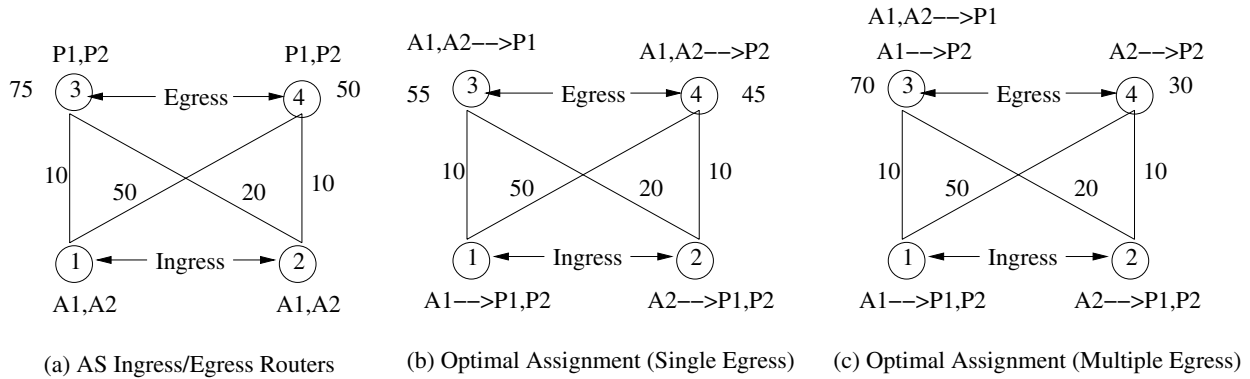 P1,P2
P1,P2
75
3
Egress
4
50
10
50
20
10
1
Ingress
2
A1,A2
A1,A2
(a) AS Ingress/Egress Routers
A1,A2−−>P1
A1,A2−−>P2
55
3
Egress
4
45
10
50
20
10
1
Ingress
2
A1−−>P1,P2
A2−−>P1,P2
(b) Optimal Assignment (Single Egress)
A1,A2−−>P1
A1−−>P2
A2−−>P2
70
3
Egress
4
30
10
50
20
10
1
Ingress
2
A1−−>P1,P2
A2−−>P1,P2
(c) Optimal Assignment (Multiple Egress)